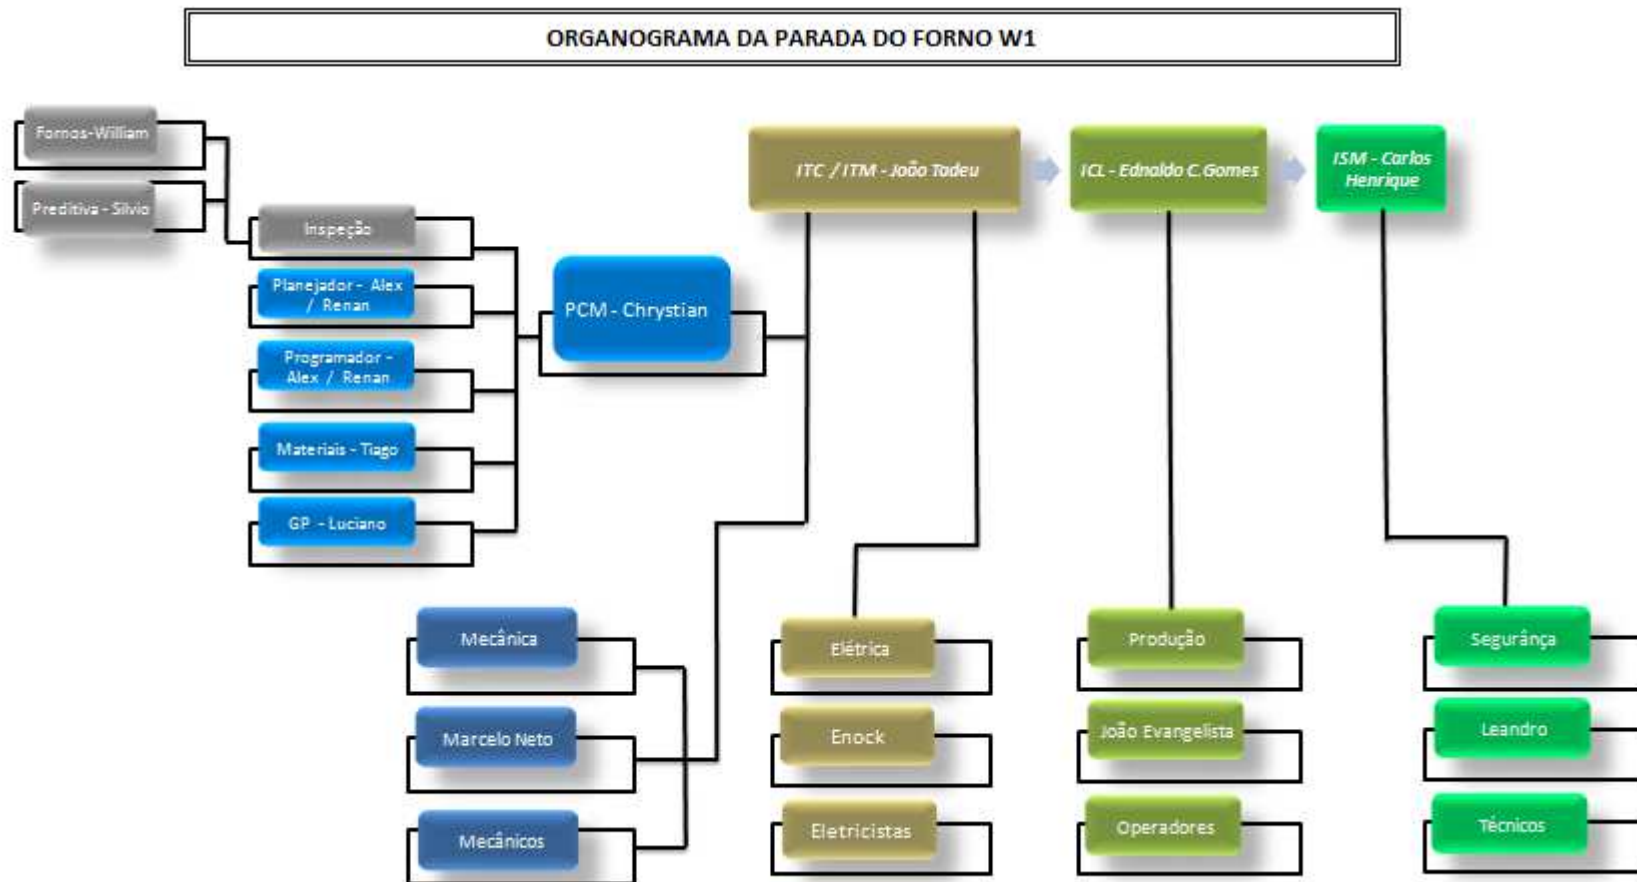 ORGANOGRAMA DA PARADA DO FORNO W1
Fornos-William
Preditiva - Silvio
Inspeção
Planejador - Alex
/ Renan
Programador -
Alex / Renan
Materiais - Tiago
GP - Luciano
PCM - Chrystian
ITC / ITM - João Tadeu
ICL - Ednaldo C.Gomes
ISM - Carlos
Henrique
Mecânica
Marcelo Neto
Mecânicos
Elétrica
Enock
Eletricistas
Produção
João Evangelista
Operadores
Segurânça
Leandro
Técnicos